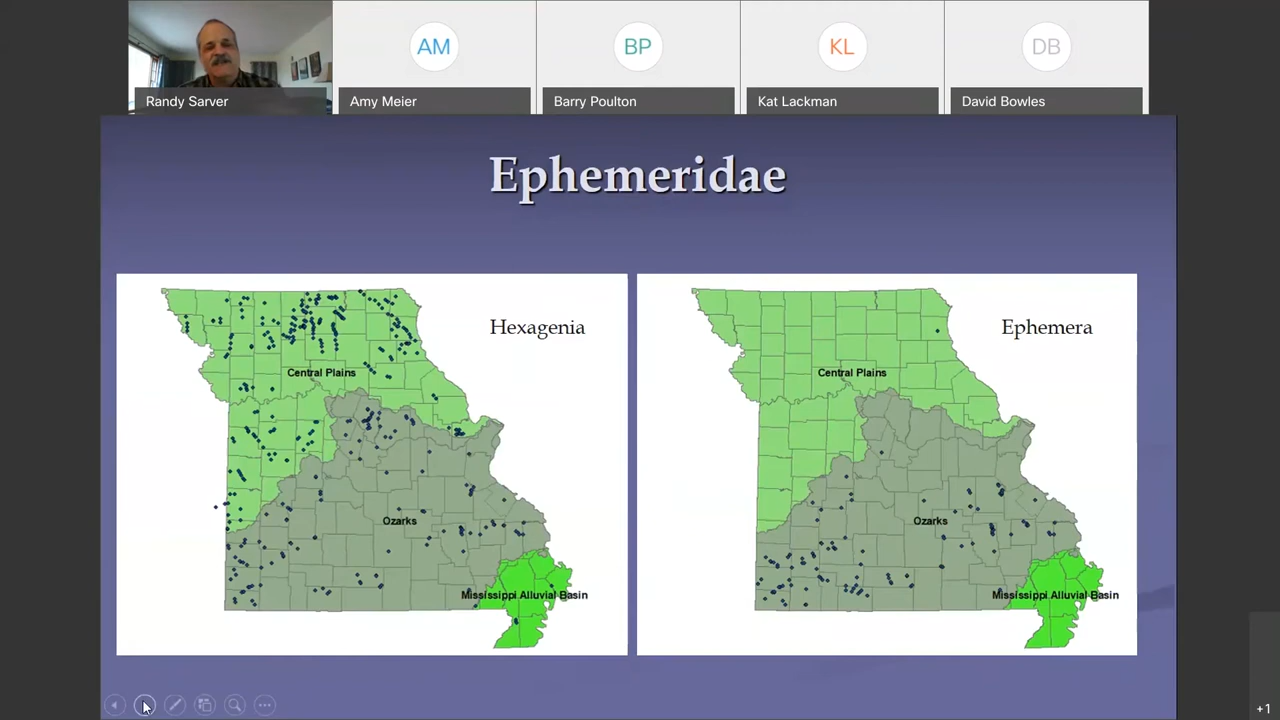 AM
BP
KL
DB
Randy Sarver
Amy Meier
Barry Poulton
Kat Lackman
David Bowles
Ephemeridae
Hexagenia
Central Plains
Ozarks
Mississippi Alluvial Basin
Ephemera
Central Plains
Ozarks
Mississippi Alluvial Basin
+1